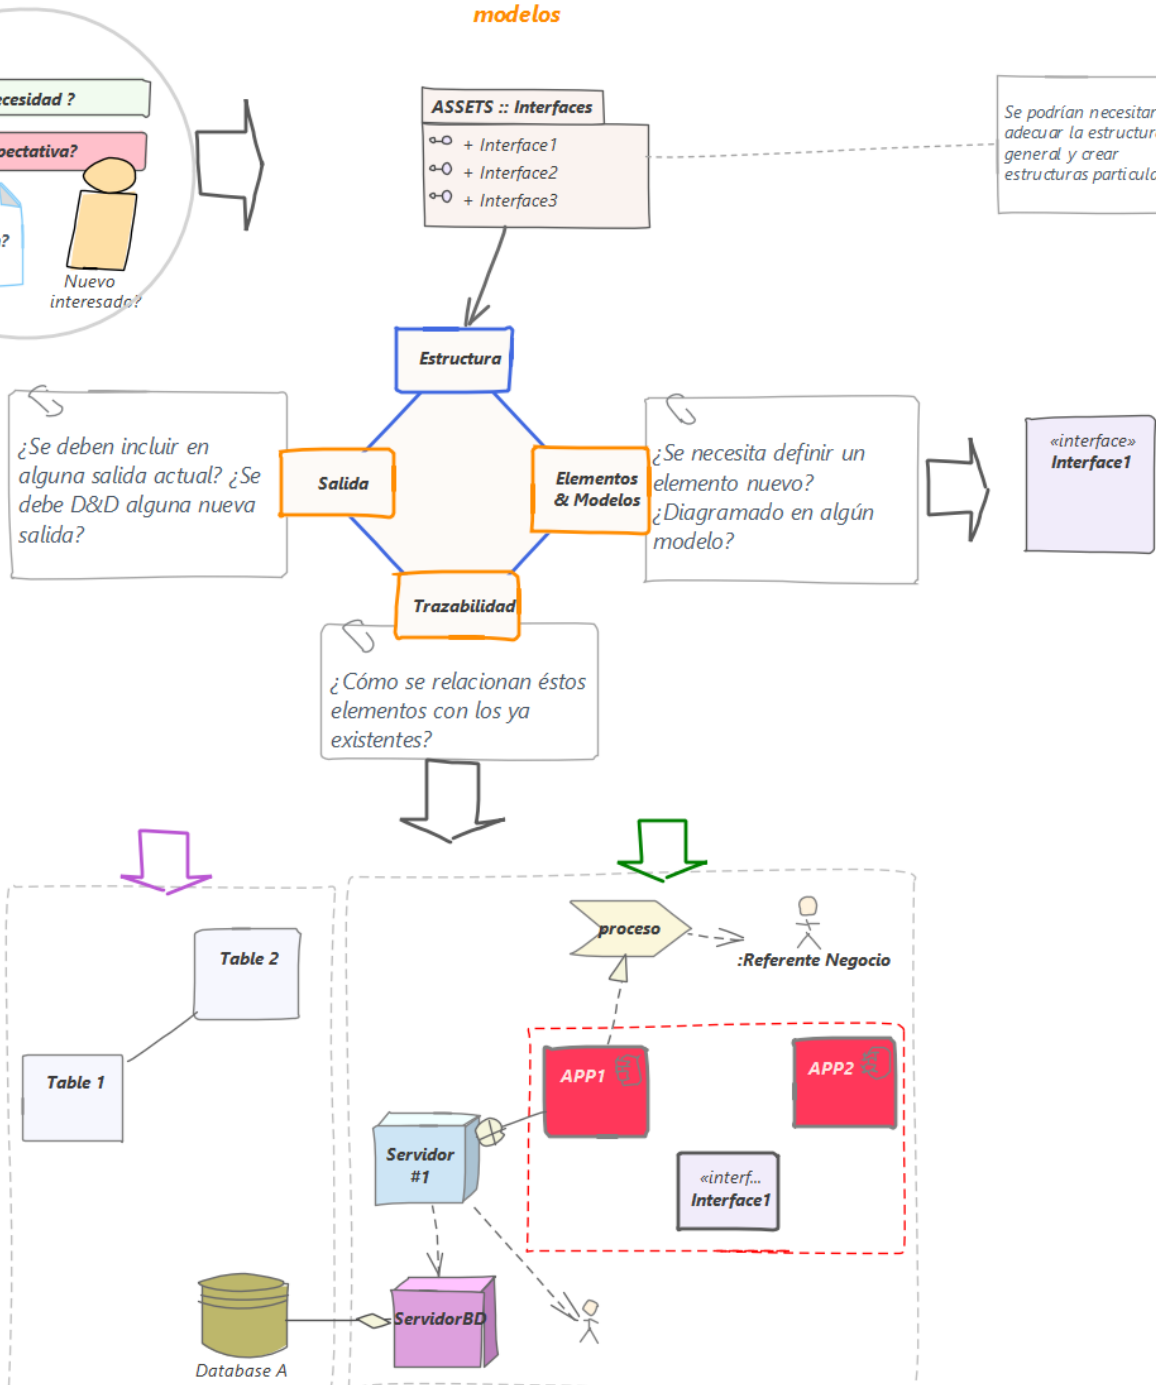 modelos
ecesidad ?
pectativa?
?
Nuevo
interesado?
ASSETS :: Interfaces
+ Interface1
+ Interface2
+ Interface3
Se podrían necesitar
adecuar la estructura
general y crear
estructuras particula
Estructura
¿Se deben incluir en
alguna salida actual? ¿Se
debe D&D alguna nueva
salida?
Salida
Elementos
& Modelos
¿Se necesita definir un
elemento nuevo?
¿Diagramado en algún
modelo?
«interface»
Interface1
Trazabilidad
¿Cómo se relacionan éstos
elementos con los ya
existentes?
Table 2
Table 1
Database A
proceso
:Referente Negocio
APP1
APP2
Servidor
#1
«interf...
Interface1
ServidorBD